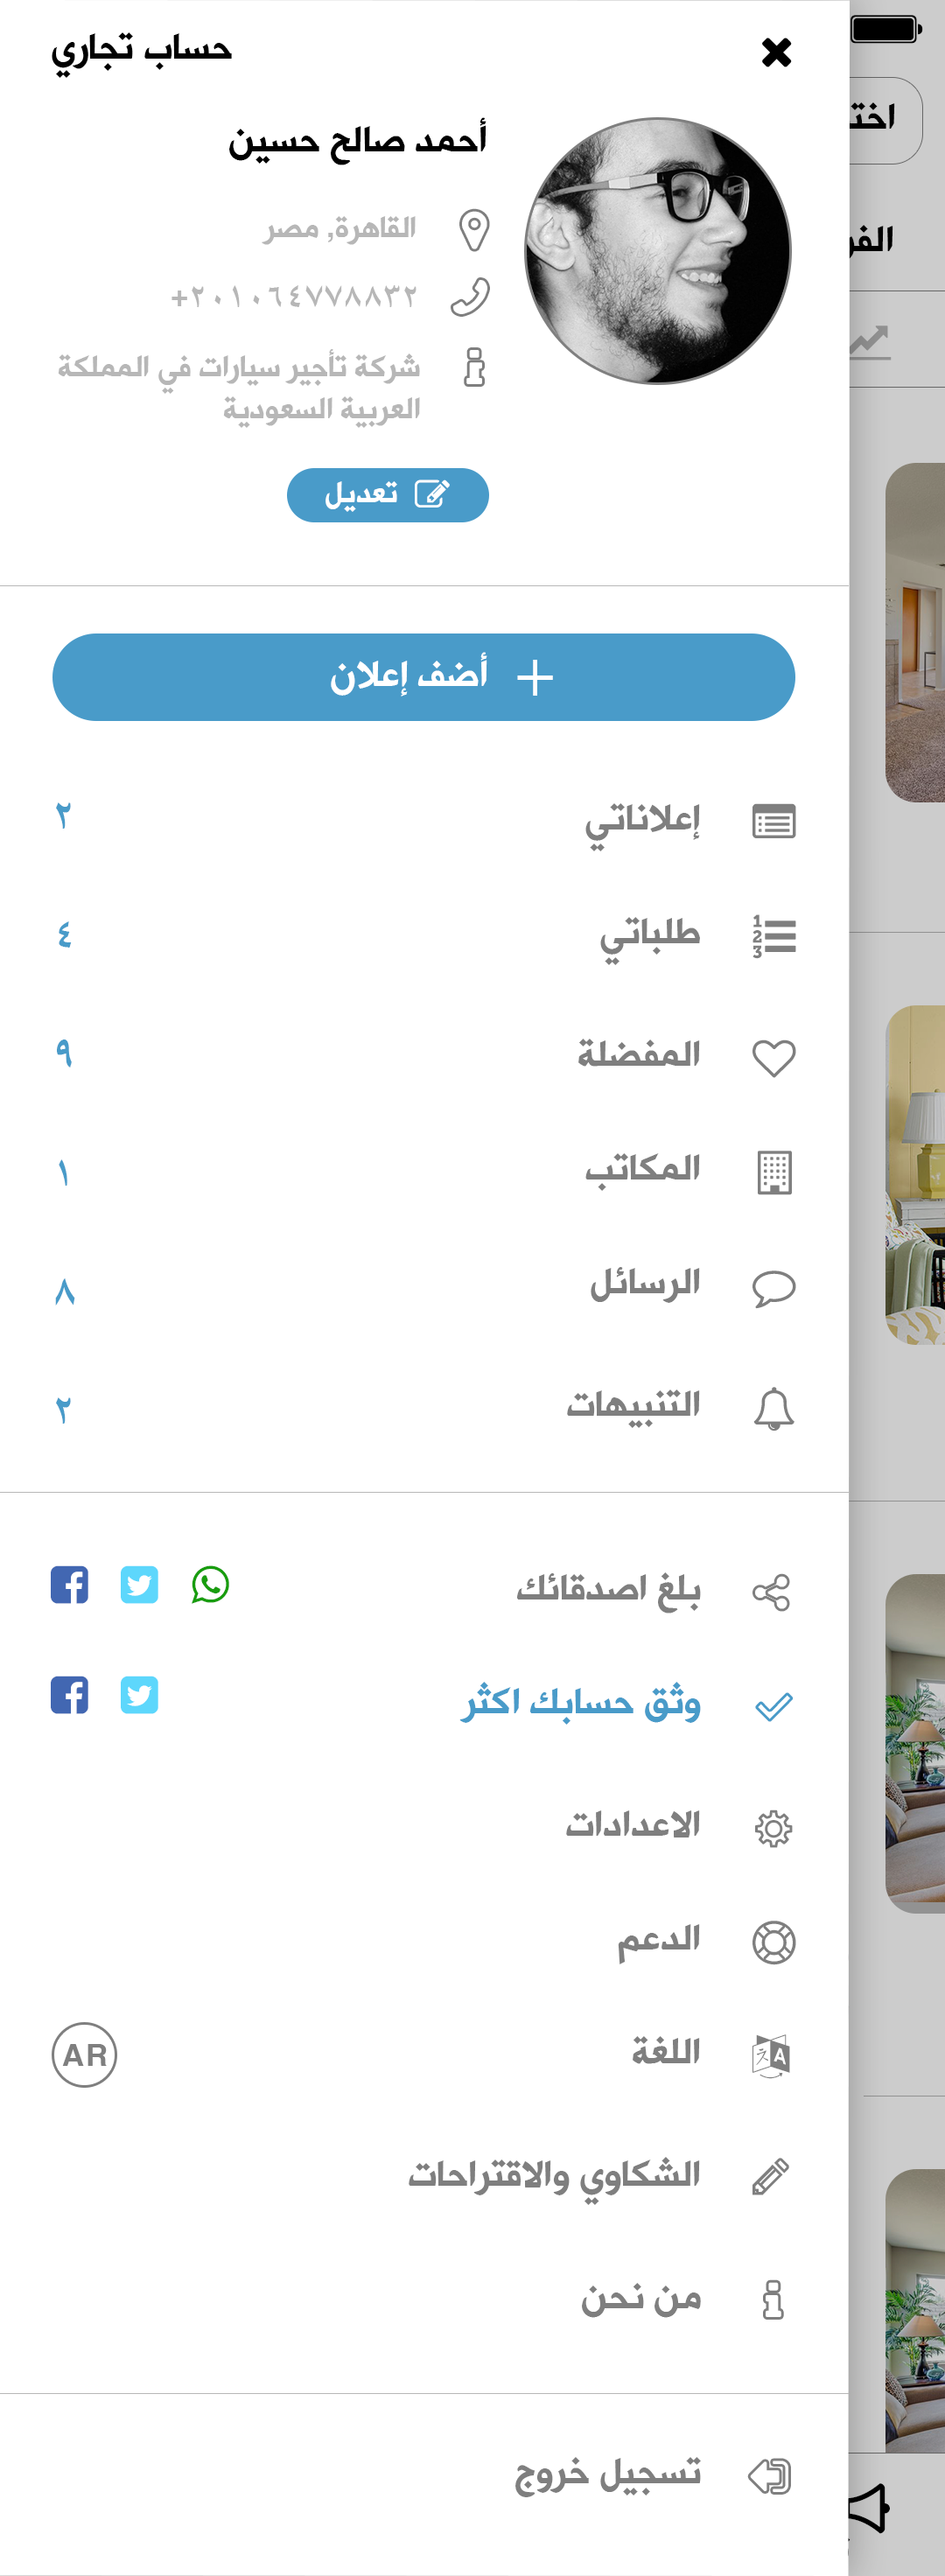 حساب تجاري
أحمد صالح حسين
القاهرة, مصر
+٢٠١٠٦٤٧٧٨٨٣٢
شركة تأجير سيارات في المملكة
العربية السعودية
تعديل
أضف إعلان
إعلاناتي ٢
طلباتي ٤
المفضلة ٩
المكاتب ١
الرسائل ٨
التنبيهات ٢
بلغ اصدقائك
وثق حسابك اكثر
الاعدادات
الدعم
اللغة AR
الشكاوي والاقتراحات
من نحن
تسجيل خروج